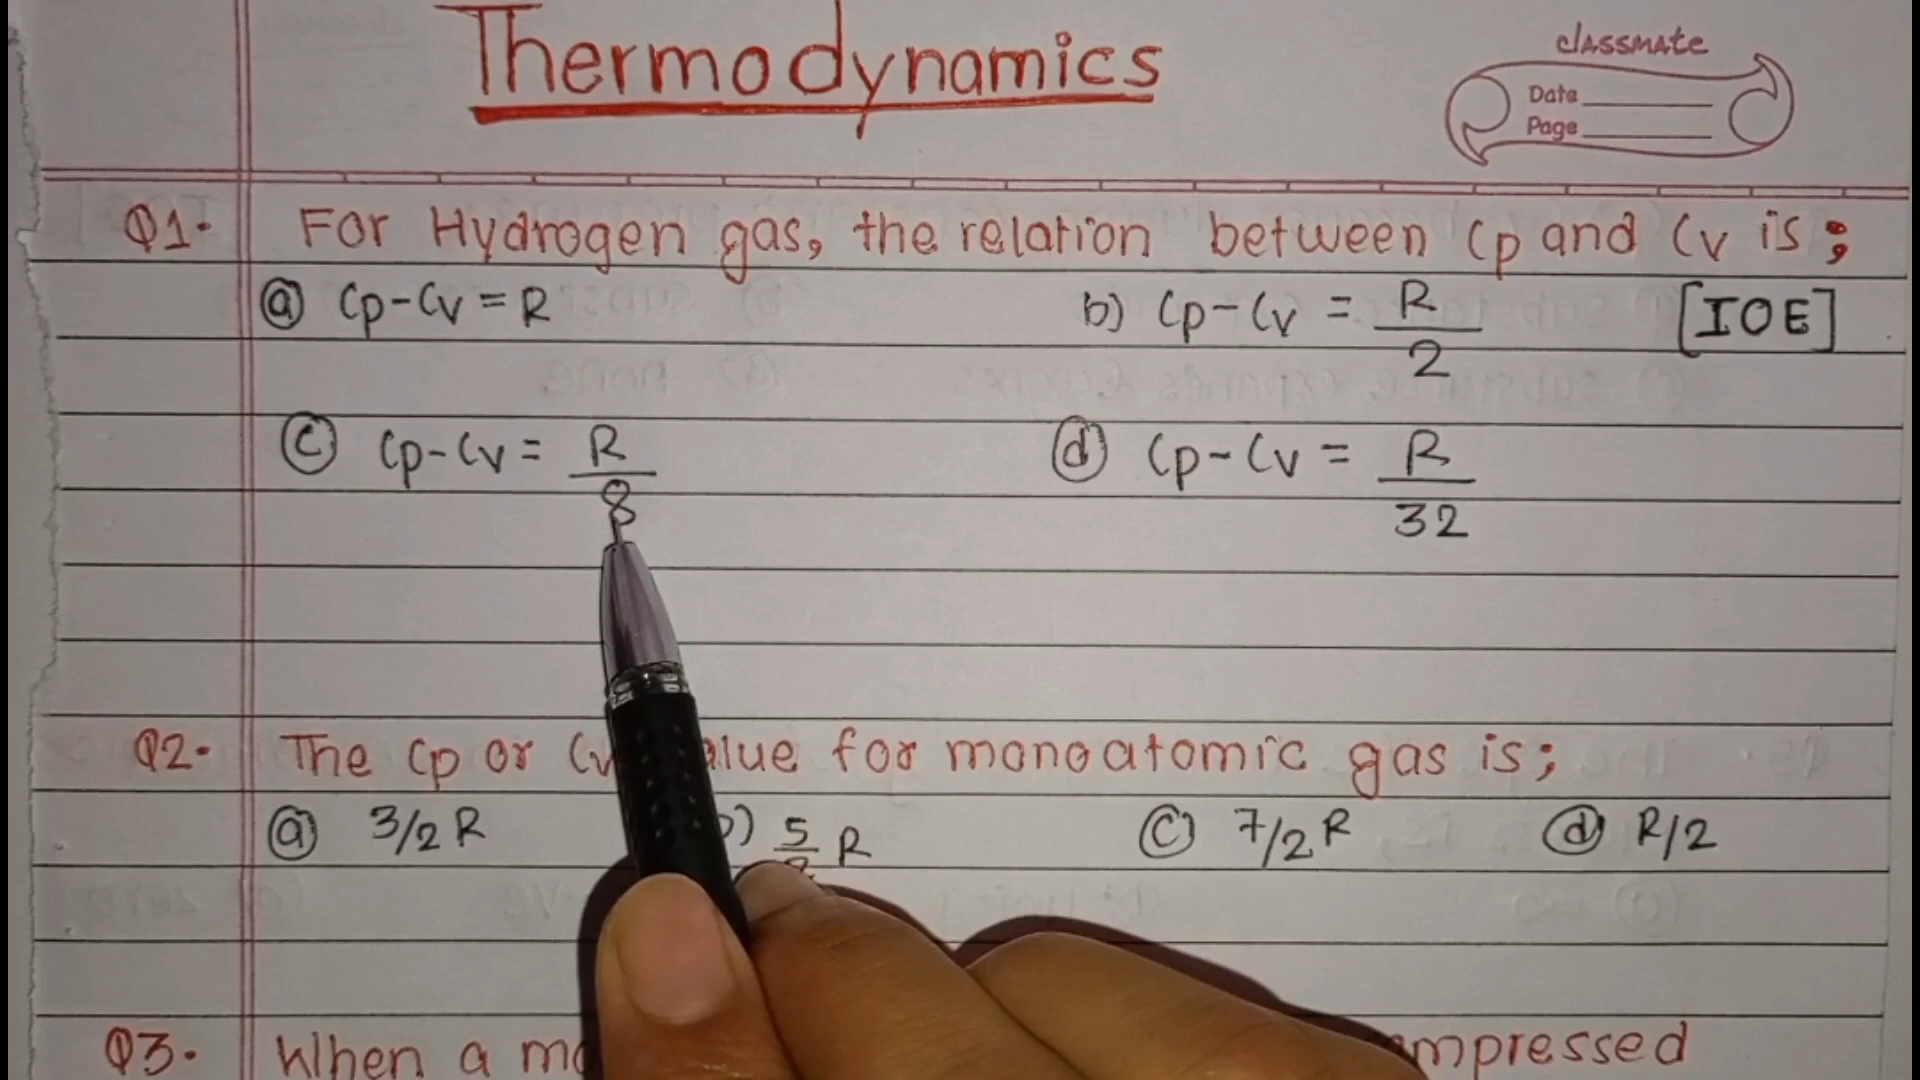 Thermodynamics
classmate
Date
Page
Q1. For Hydrogen gas, the relation between Cp and Cv is;
(a) Cp-Cv = R
b) Cp-Cv = R/2 [IOE]
(c) Cp-Cv = R/8
(d) Cp-Cv = R/32
Q2. The Cp or Cv for monoatomic gas is;
(a) 3/2 R
5 R
(c) 7/2 R
(d) R/2
Q3. When a